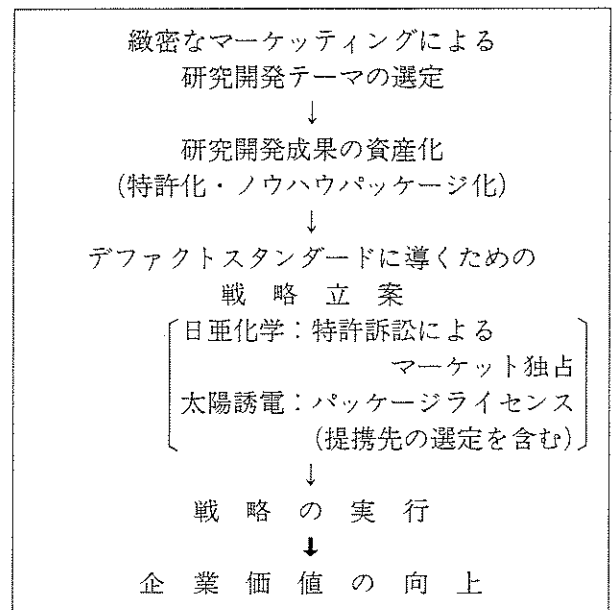 緻密なマーケッティングによる
研究開発テーマの選定
↓
研究開発成果の資産化
(特許化・ノウハウパッケージ化)
↓
デファクトスタンダードに導くための
戦略立案
日亜化学：特許訴訟による
マーケット独占
太陽誘電：パッケージライセンス
(提携先の選定を含む)
↓
戦略の実行
↓
企業価値の向上